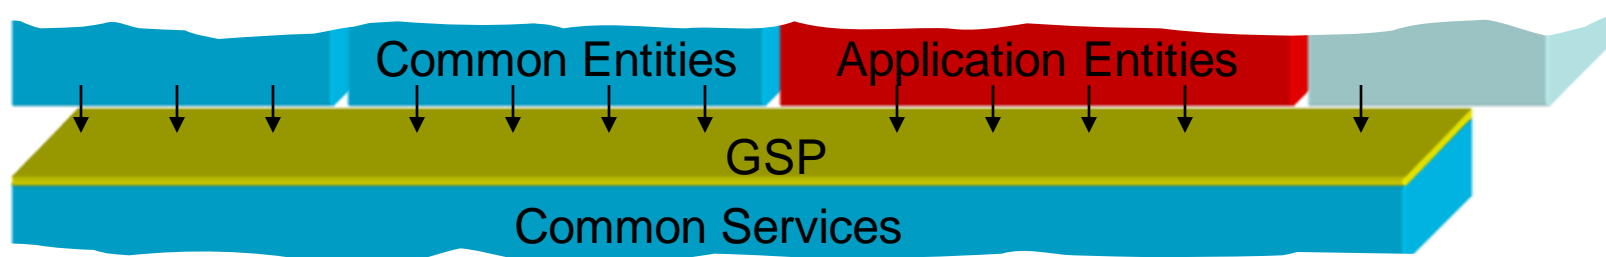 Common Entities
Application Entities
GSP
Common Services